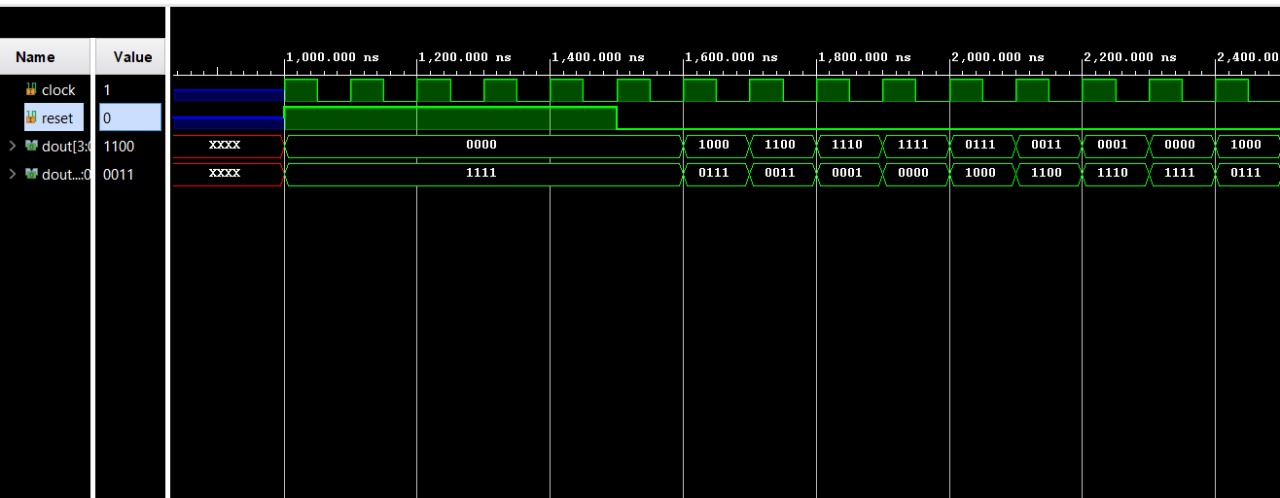 Name Value
1,000.000 ns 1,200.000 ns 1,400.000 ns 1,600.000 ns 1,800.000 ns 2,000.000 ns 2,200.000 ns 2,400.00
clock 1
reset 0
dout[3:0 1100 XXXX 0000 1000 1100 1110 1111 0111 0011 0001 0000 1000
dout...:0 0011 XXXX 1111 0111 0011 0001 0000 1000 1100 1110 1111 0111